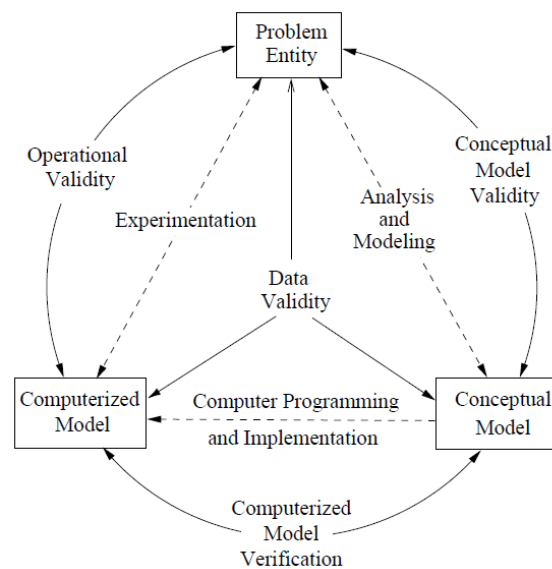 Problem
Entity
Operational
Validity
Conceptual
Model
Validity
Experimentation
Analysis
and
Modeling
Data
Validity
Computerized
Model
Computer Programming
and Implementation
Conceptual
Model
Computerized
Model
Verification